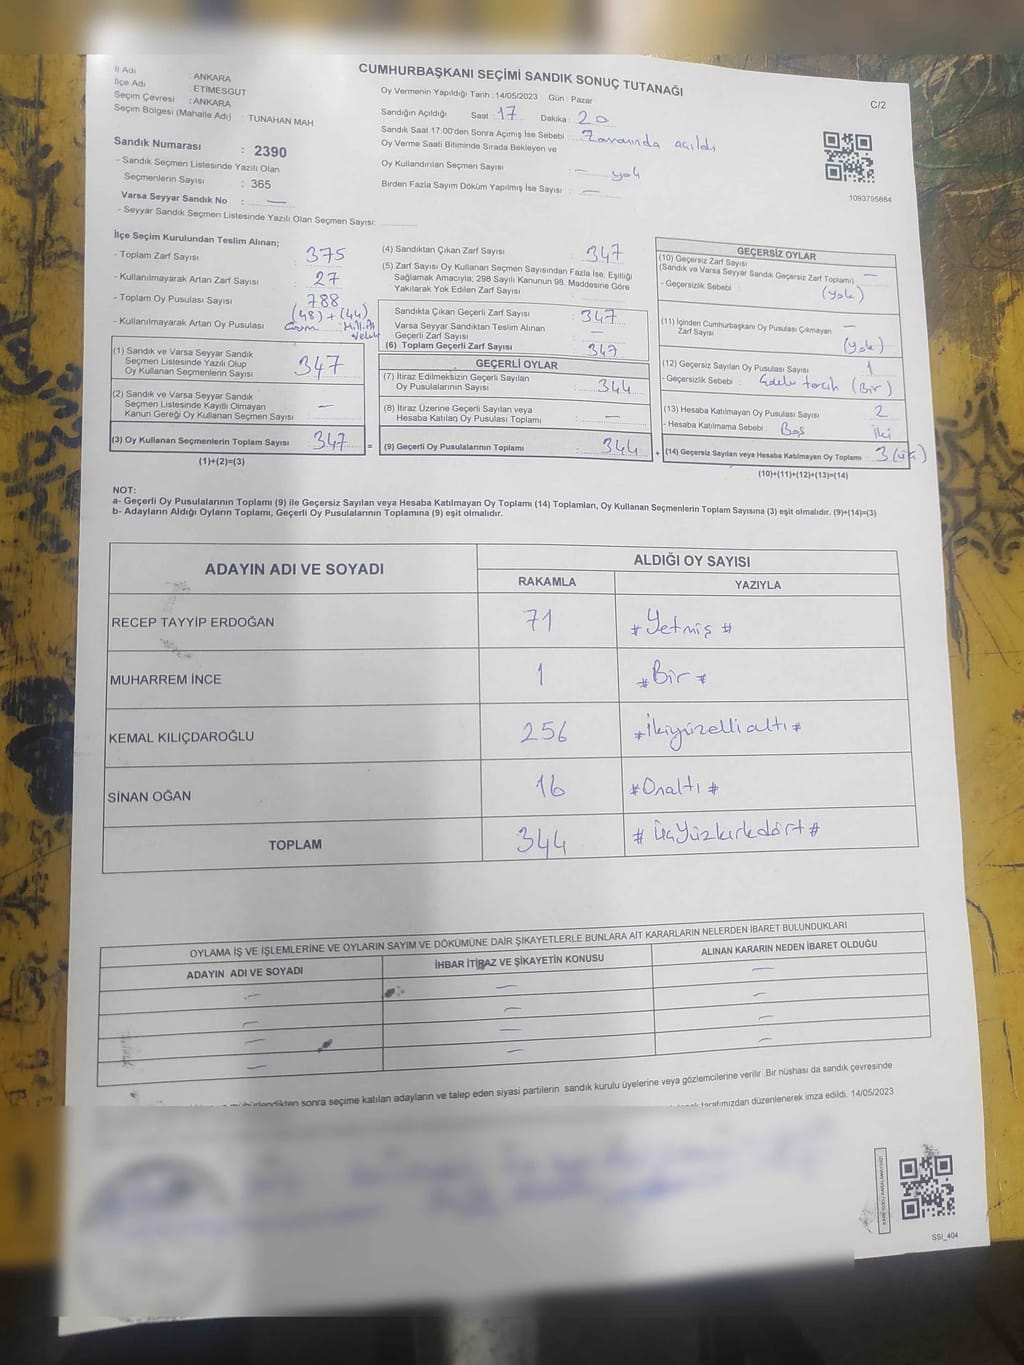 CUMHURBAŞKANI SEÇİMİ SANDIK SONUÇ TUTANAĞI
C/2
İl Adı : ANKARA
İlçe Adı : ETİMESGUT
Seçim Çevresi : ANKARA
Seçim Bölgesi (Mahalle Adı) : TUNAHAN MAH.
Sandık Numarası : 2390
- Sandık Seçmen Listesinde Yazılı Olan
Seçmenlerin Sayısı : 365
Varsa Seyyar Sandık No : —
- Seyyar Sandık Seçmen Listesinde Yazılı Olan Seçmen Sayısı:
Oy Vermenin Yapıldığı Tarih : 14/05/2023 Gün : Pazar
Sandığın Açıldığı Saat : 17 Dakika : 20
Sandık Saat 17.00'den Sonra Açımış İse Sebebi : Zamanında açıldı
Oy Verme Saati Bitiminde Sırada Bekleyen ve
Oy Kullandırılan Seçmen Sayısı : — yok
Birden Fazla Sayım Döküm Yapılmış İse Sayısı : —
1093795884
İlçe Seçim Kurulundan Teslim Alınan;
- Toplam Zarf Sayısı : 375
- Kullanılmayarak Artan Zarf Sayısı : 27
- Toplam Oy Pusulası Sayısı : 788
(48) + (44)
- Kullanılmayarak Artan Oy Pusulası
(1) Sandık ve Varsa Seyyar Sandık
Seçmen Listesinde Yazılı Olup
Oy Kullanan Seçmenlerin Sayısı : 347
(2) Sandık ve Varsa Seyyar Sandık
Seçmen Listesinde Kayıtlı Olmayan
Kanun Gereği Oy Kullanan Seçmen Sayısı : —
(3) Oy Kullanan Seçmenlerin Toplam Sayısı : 347 =
(1)+(2)=(3)
(4) Sandıktan Çıkan Zarf Sayısı : 347
(5) Zarf Sayısı Oy Kullanan Seçmen Sayısından Fazla İse, Eşitliği
Sağlamak Amacıyla; 298 Sayılı Kanunun 98. Maddesine Göre
Yakılarak Yok Edilen Zarf Sayısı
Sandıkta Çıkan Geçerli Zarf Sayısı : 347
Varsa Seyyar Sandıktan Teslim Alınan
Geçerli Zarf Sayısı : —
(6) Toplam Geçerli Zarf Sayısı : 347
GEÇERLİ OYLAR
(7) İtiraz Edilmeksizin Geçerli Sayılan
Oy Pusulalarının Sayısı : 344
(8) İtiraz Üzerine Geçerli Sayılan veya
Hesaba Katılan Oy Pusulası Toplamı : —
(9) Geçerli Oy Pusulalarının Toplamı : 344 +
GEÇERSİZ OYLAR
(10) Geçersiz Zarf Sayısı
(Sandık ve Varsa Seyyar Sandık Geçersiz Zarf Toplamı) : —
- Geçersizlik Sebebi : (yok)
(11) İçinden Cumhurbaşkanı Oy Pusulası Çıkmayan
Zarf Sayısı : —
(yok)
(12) Geçersiz Sayılan Oy Pusulası Sayısı : 1
- Geçersizlik Sebebi : tercih (Bir)
(13) Hesaba Katılmayan Oy Pusulası Sayısı : 2
- Hesaba Katılmama Sebebi : Boş İki
(14) Geçersiz Sayılan veya Hesaba Katılmayan Oy Toplamı : 3 (üç)
(10)+(11)+(12)+(13)=(14)
NOT:
a- Geçerli Oy Pusulalarının Toplamı (9) ile Geçersiz Sayılan veya Hesaba Katılmayan Oy Toplamı (14) Toplamları, Oy Kullanan Seçmenlerin Toplam Sayısına (3) eşit olmalıdır. (9)+(14)=(3)
b- Adayların Aldığı Oyların Toplamı, Geçerli Oy Pusulalarının Toplamına (9) eşit olmalıdır.
ADAYIN ADI VE SOYADI ALDIĞI OY SAYISI
RAKAMLA YAZIYLA
RECEP TAYYİP ERDOĞAN 71 # Yetmiş #
MUHARREM İNCE 1 # Bir #
KEMAL KILIÇDAROĞLU 256 # İkiyüzellialtı #
SİNAN OĞAN 16 # Onaltı #
TOPLAM 344 # üçyüzkırkdört #
OYLAMA İŞ VE İŞLEMLERİNE VE OYLARIN SAYIM VE DÖKÜMÜNE DAİR ŞİKAYETLERLE BUNLARA AİT KARARLARIN NELERDEN İBARET BULUNDUKLARI
ADAYIN ADI VE SOYADI İHBAR İTİRAZ VE ŞİKAYETİN KONUSU ALINAN KARARIN NEDEN İBARET OLDUĞU
— — —
— — —
— — —
— — —
sonra seçime katılan adayların ve talep eden siyasi partilerin sandık kurulu üyelerine veya gözlemcilerine verilir. Bir nüshası da sandık çevresinde
tarafımızdan düzenlenerek imza edildi. 14/05/2023
SSI_404